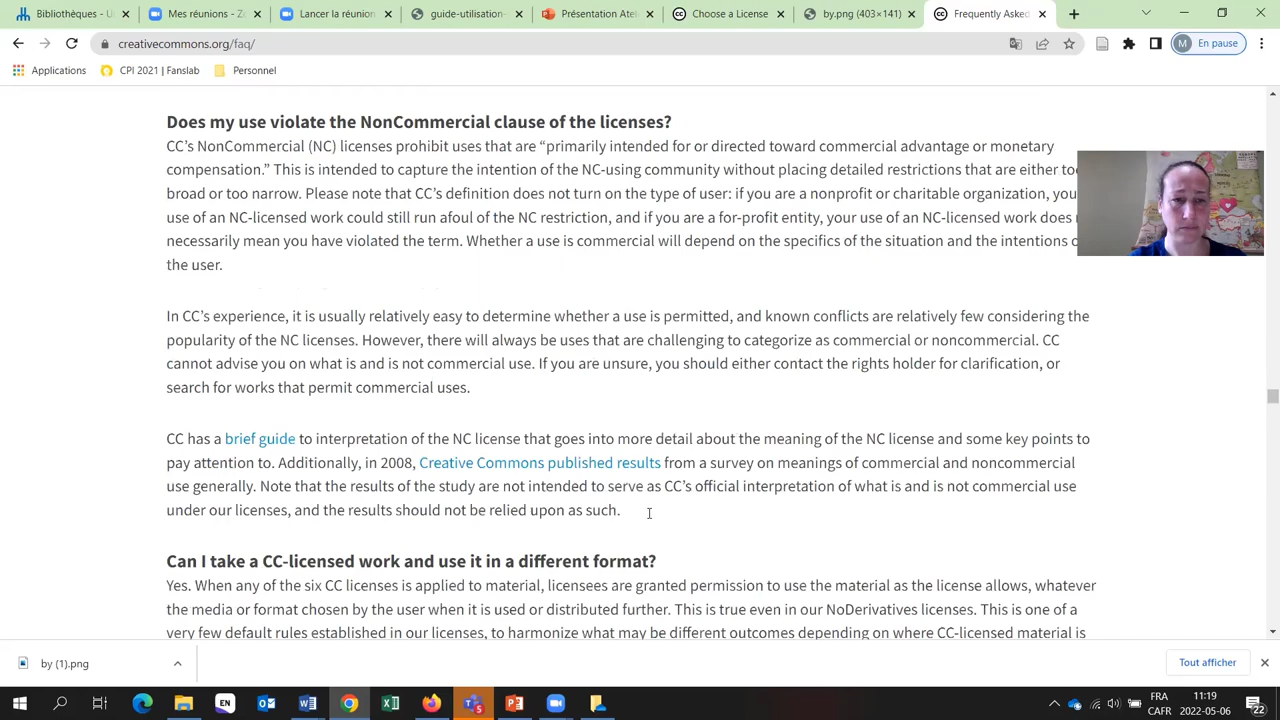 Bibliothèques - U
Mes réunions - Ze
Lancer la réunion
guide-utilisation-
Présentation Atel
Choose a License
by.png (403×141)
Frequently Asked
creativecommons.org/faq/
M En pause
Applications
CPI 2021 | Fanslab
Personnel
Does my use violate the NonCommercial clause of the licenses?
CC's NonCommercial (NC) licenses prohibit uses that are “primarily intended for or directed toward commercial advantage or monetary
compensation.” This is intended to capture the intention of the NC-using community without placing detailed restrictions that are either too
broad or too narrow. Please note that CC's definition does not turn on the type of user: if you are a nonprofit or charitable organization, you
use of an NC-licensed work could still run afoul of the NC restriction, and if you are a for-profit entity, your use of an NC-licensed work does
necessarily mean you have violated the term. Whether a use is commercial will depend on the specifics of the situation and the intentions
the user.
In CC's experience, it is usually relatively easy to determine whether a use is permitted, and known conflicts are relatively few considering the
popularity of the NC licenses. However, there will always be uses that are challenging to categorize as commercial or noncommercial. CC
cannot advise you on what is and is not commercial use. If you are unsure, you should either contact the rights holder for clarification, or
search for works that permit commercial uses.
CC has a brief guide to interpretation of the NC license that goes into more detail about the meaning of the NC license and some key points to
pay attention to. Additionally, in 2008, Creative Commons published results from a survey on meanings of commercial and noncommercial
use generally. Note that the results of the study are not intended to serve as CC's official interpretation of what is and is not commercial use
under our licenses, and the results should not be relied upon as such.
Can I take a CC-licensed work and use it in a different format?
Yes. When any of the six CC licenses is applied to material, licensees are granted permission to use the material as the license allows, whatever
the media or format chosen by the user when it is used or distributed further. This is true even in our NoDerivatives licenses. This is one of a
very few default rules established in our licenses, to harmonize what may be different outcomes depending on where CC-licensed material is
by (1).png
Tout afficher
EN
FRA
CAFR
11:19
2022-05-06
22